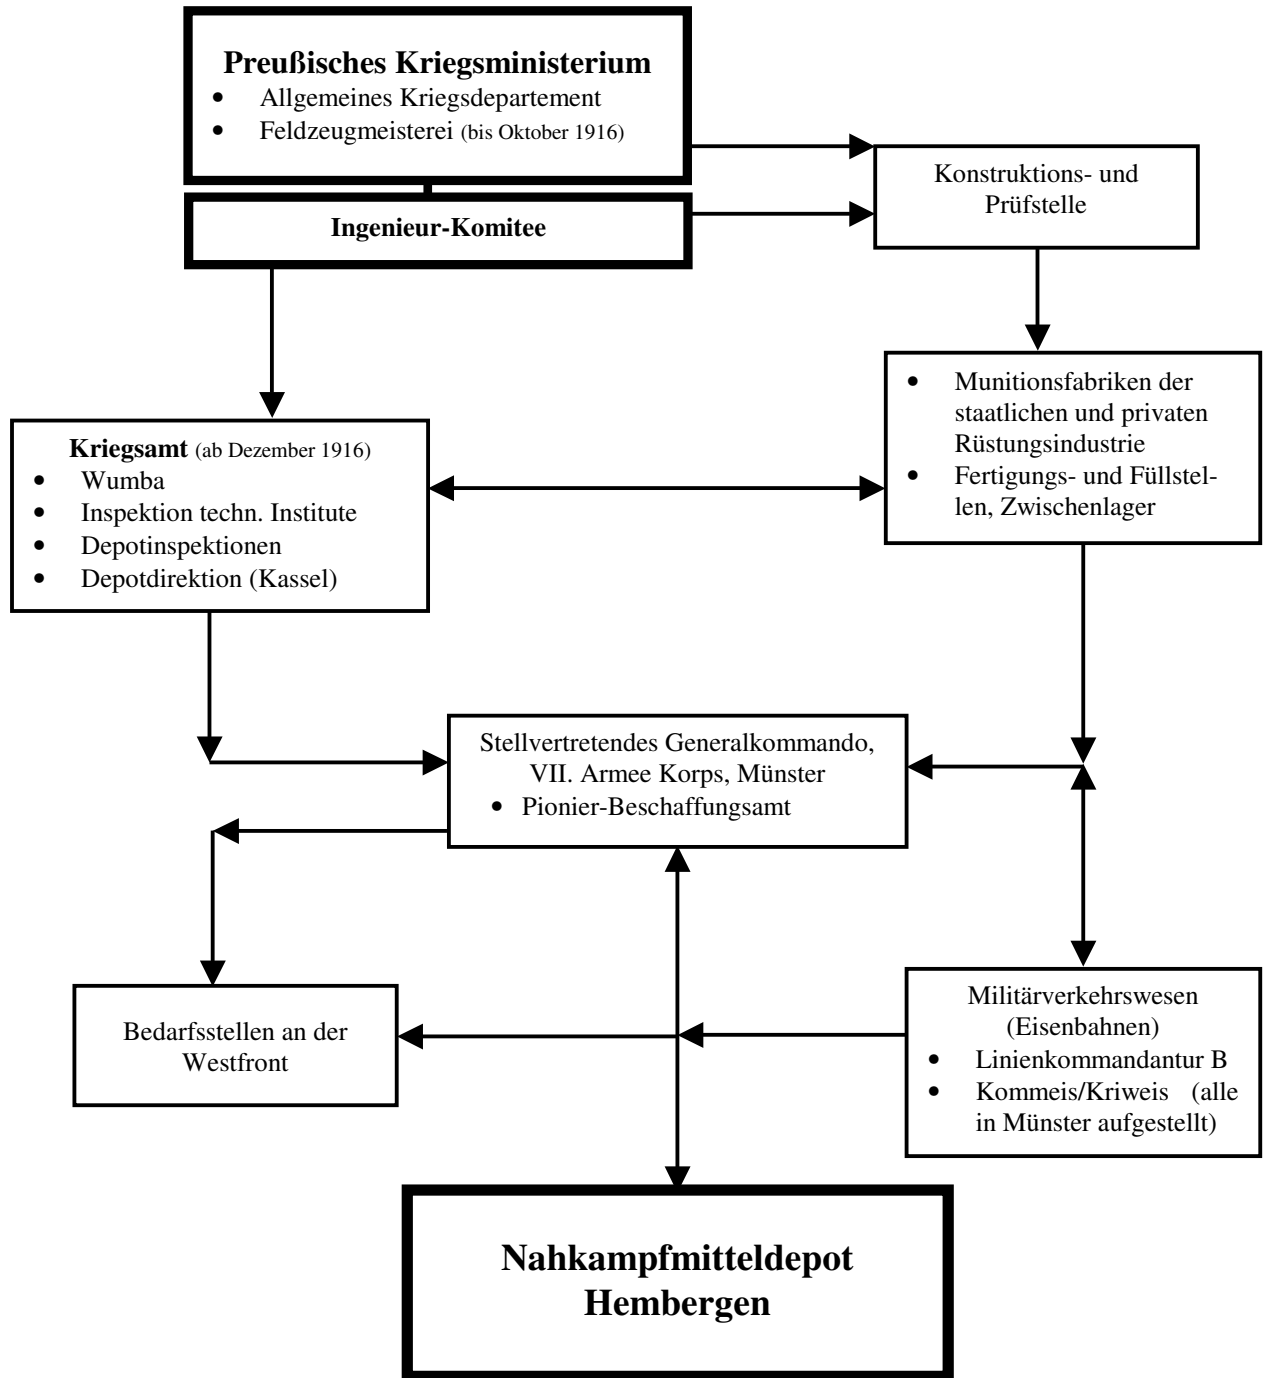 Preußisches Kriegsministerium
• Allgemeines Kriegsdepartement
• Feldzeugmeisterei (bis Oktober 1916)
Ingenieur-Komitee
Konstruktions- und
Prüfstelle
• Munitionsfabriken der
staatlichen und privaten
Rüstungsindustrie
• Fertigungs- und Füllstel-
len, Zwischenlager
Kriegsamt (ab Dezember 1916)
• Wumba
• Inspektion techn. Institute
• Depotinspektionen
• Depotdirektion (Kassel)
Stellvertretendes Generalkommando,
VII. Armee Korps, Münster
• Pionier-Beschaffungsamt
Bedarfsstellen an der
Westfront
Militärverkehrswesen
(Eisenbahnen)
• Linienkommandantur B
• Kommeis/Kriweis (alle
in Münster aufgestellt)
Nahkampfmitteldepot
Hembergen